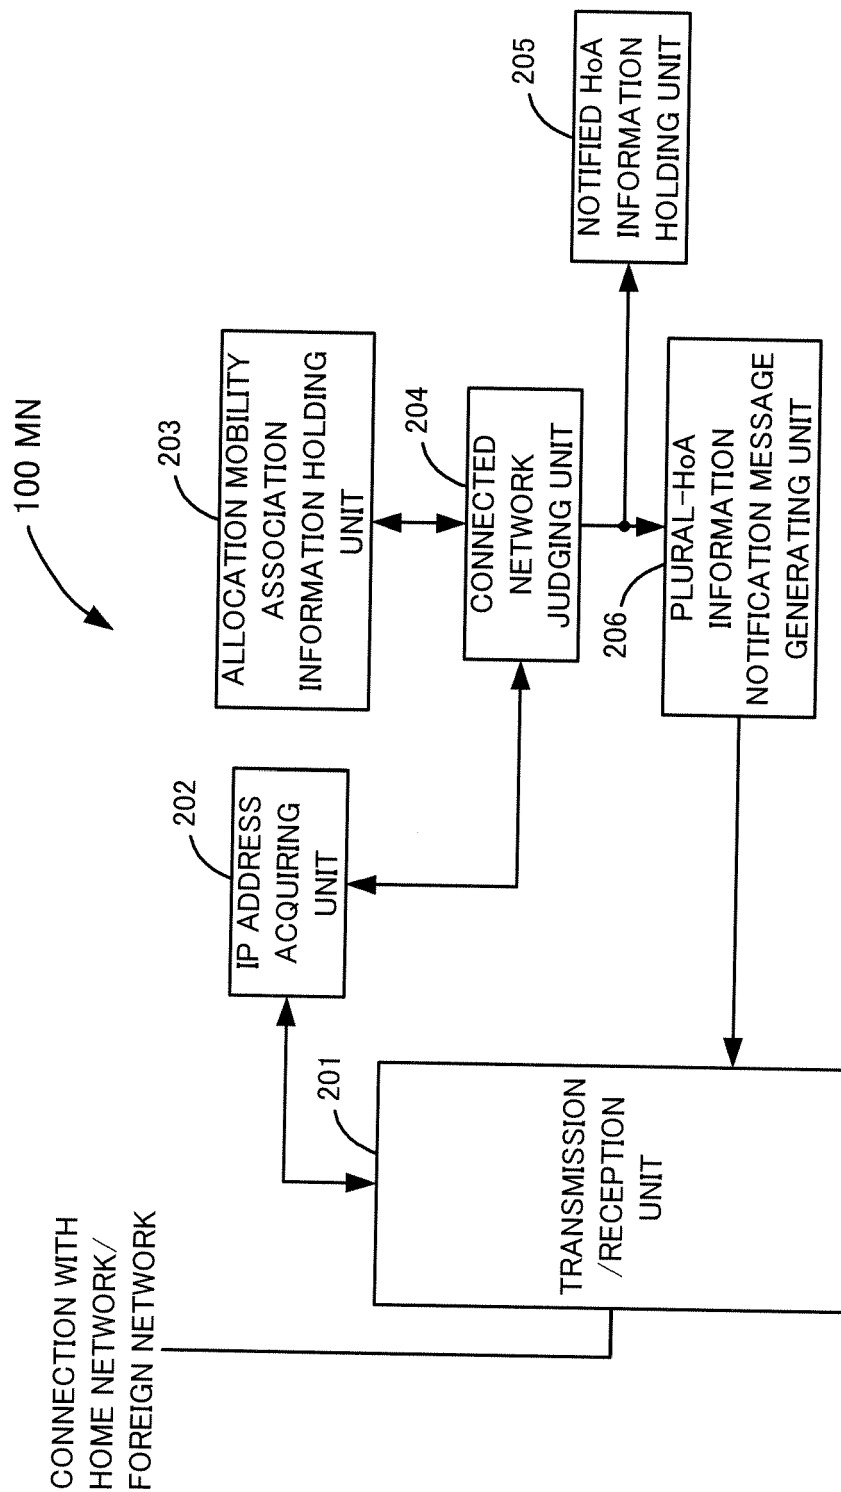 100 MN
CONNECTION WITH
HOME NETWORK/
FOREIGN NETWORK
201
TRANSMISSION
/RECEPTION
UNIT
202
IP ADDRESS
ACQUIRING
UNIT
203
ALLOCATION MOBILITY
ASSOCIATION
INFORMATION HOLDING
UNIT
204
CONNECTED
NETWORK
JUDGING UNIT
205
NOTIFIED HoA
INFORMATION
HOLDING UNIT
206
PLURAL-HoA
INFORMATION
NOTIFICATION MESSAGE
GENERATING UNIT